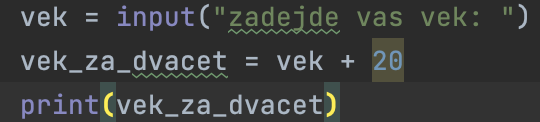 vek = input("zadejde vas vek: ")
vek_za_dvacet = vek + 20
print(vek_za_dvacet)